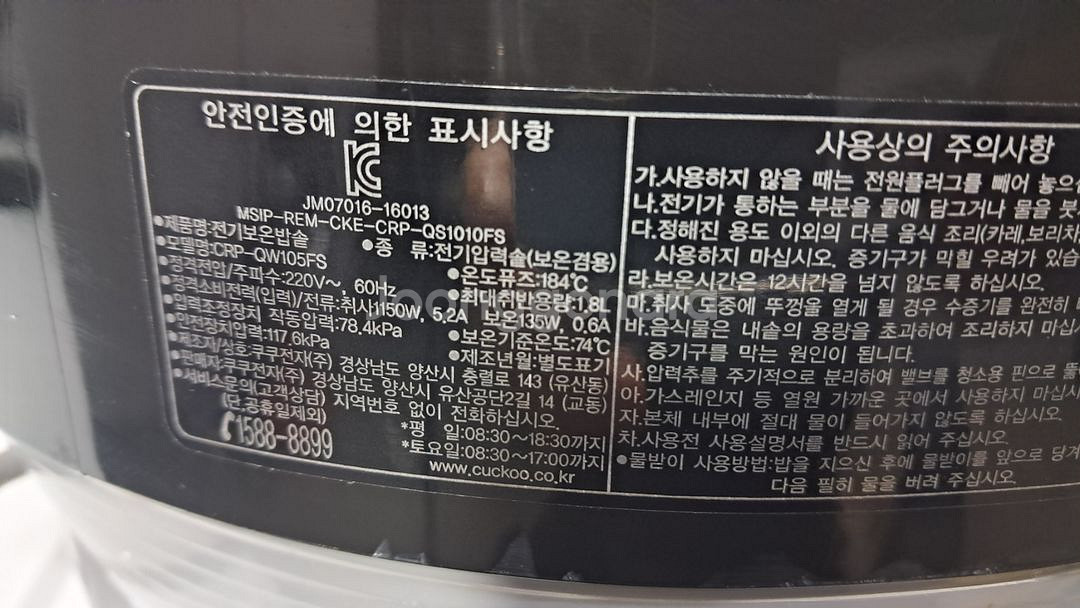 안전인증에 의한 표시사항
JM07016-16013
MSIP-REM-CKE-CRP-QS1010FS
•제품명:전기보온밥솥 •종 류:전기압력솥(보온겸용)
•모델명:CRP-QW105FS •온도퓨즈:184℃
•정격전압/주파수:220V~, 60Hz •최대취반용량:1.8L
•정격소비전력(입력)/전류:취사1150W, 5.2A 보온135W, 0.6A
•입력조정장치 작동압력:78.4kPa •보온기준온도:74℃
•안전장치압력:117.6kPa •제조년월:별도표기
•제조자/상호:쿠쿠전자(주) 경상남도 양산시 충렬로 143 (유산동)
•판매자:쿠쿠전자(주) 경상남도 양산시 유산공단2길 14 (교동)
•서비스문의(고객상담) 지역번호 없이 전화하십시오.
(단,공휴일제외) *평 일:08:30~18:30까지
1588-8899 *토요일:08:30~17:00까지
www.cuckoo.co.kr
사용상의 주의사항
가.사용하지 않을 때는 전원플러그를 빼어 놓으
나.전기가 통하는 부분을 물에 담그거나 물을 붓
다.정해진 용도 이외의 다른 음식 조리(카레,보리차
사용하지 마십시오. 증기구가 막힐 우려가 있습
라.보온시간은 12시간을 넘지 않도록 하십시오.
마.취사 도중에 뚜껑을 열게 될 경우 수증기를 완전히
바.음식물은 내솥의 용량을 초과하여 조리하지 마십
증기구를 막는 원인이 됩니다.
사.압력추를 주기적으로 분리하여 밸브를 청소용 핀으로 뚫
아.가스레인지 등 열원 가까운 곳에서 사용하지 마십시
자.본체 내부에 절대 물이 들어가지 않도록 하십시오.
차.사용전 사용설명서를 반드시 읽어 주십시오.
•물받이 사용방법:밥을 지으신 후에 물받이를 앞으로 당겨
다음 필히 물을 버려 주십시오.